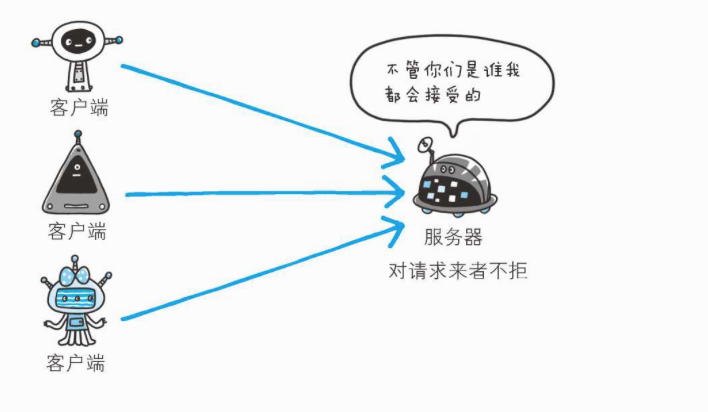 不管你们是谁我
都会接受的
客户端
客户端
服务器
对请求来者不拒
客户端